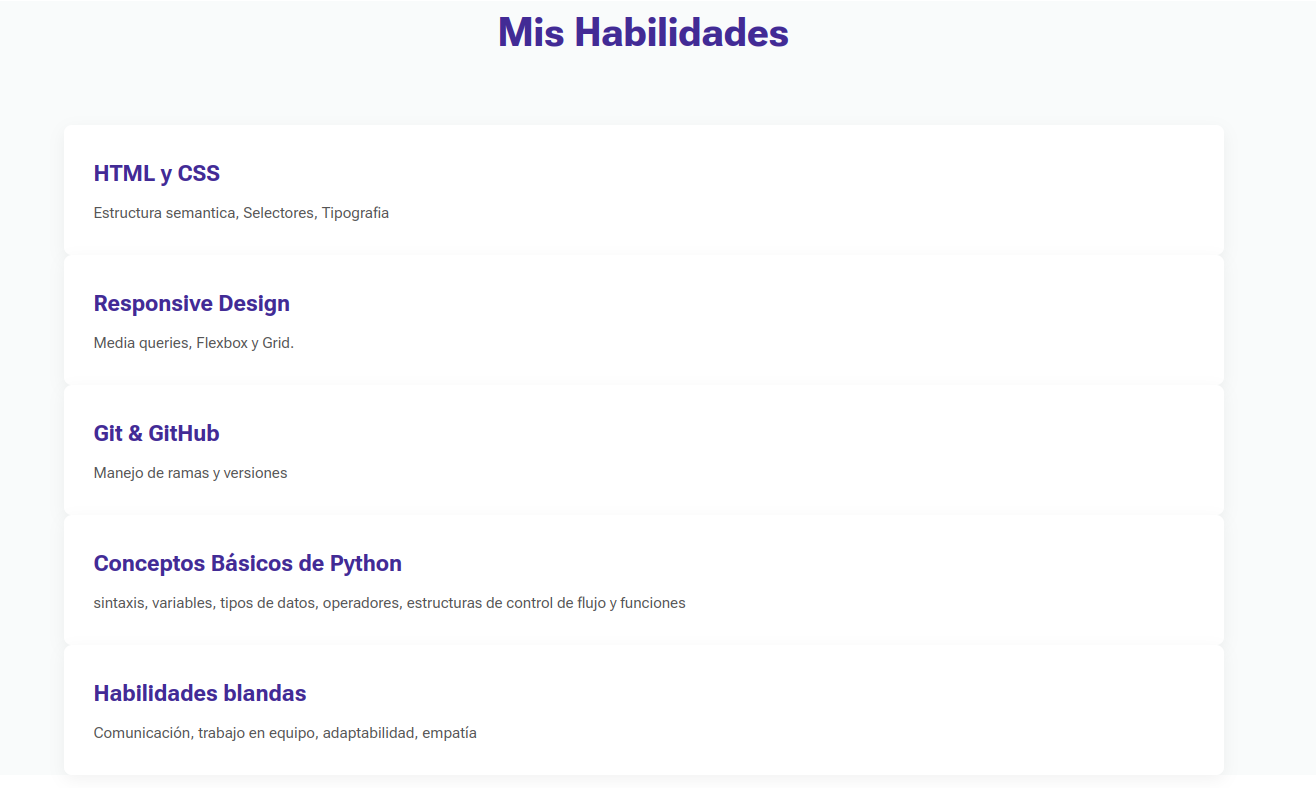 Mis Habilidades
HTML y CSS
Estructura semantica, Selectores, Tipografia
Responsive Design
Media queries, Flexbox y Grid.
Git & GitHub
Manejo de ramas y versiones
Conceptos Básicos de Python
sintaxis, variables, tipos de datos, operadores, estructuras de control de flujo y funciones
Habilidades blandas
Comunicación, trabajo en equipo, adaptabilidad, empatía